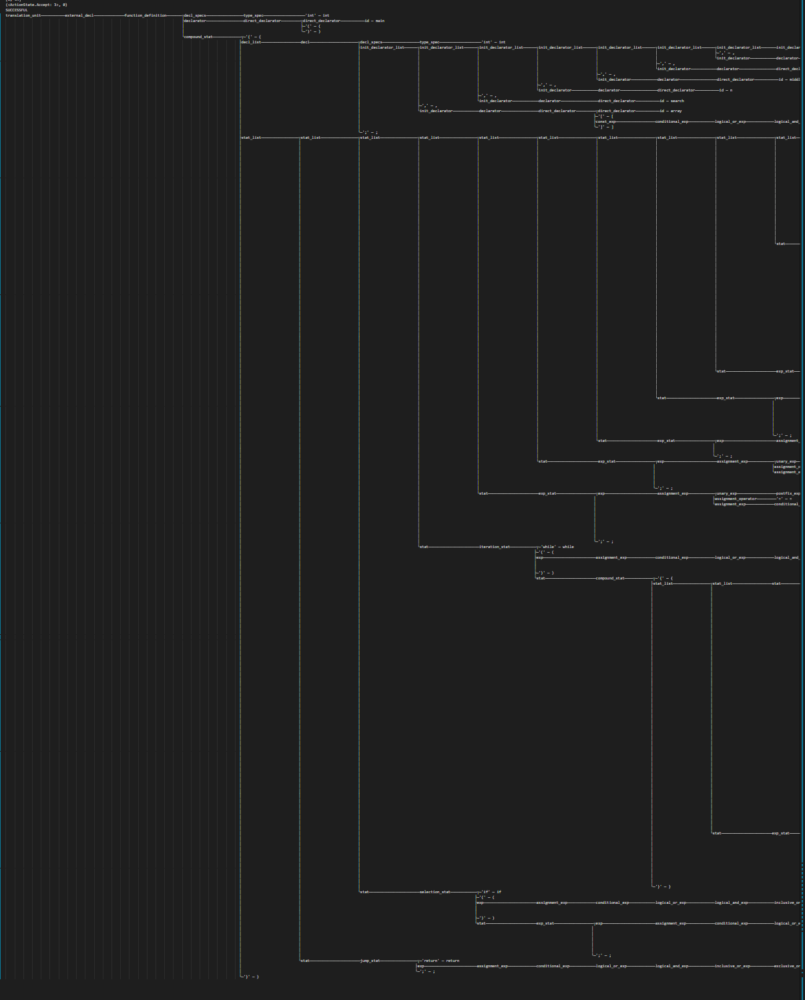 (<ActionState.Accept: 3>, 0)
SUCCESSFUL
translation_unit external_decl function_definition decl_specs type_spec 'int' — int
declarator direct_declarator direct_declarator id — main
'(' — (
')' — )
compound_stat '{' — {
decl_list decl decl_specs type_spec 'int' — int
init_declarator_list init_declarator_list init_declarator_list init_declarator_list init_declarator_list init_declarator_list init_declarator_list init_declar
',' — ,
init_declarator declarator
',' — ,
init_declarator declarator direct_decl
',' — ,
init_declarator declarator direct_declarator id — middl
',' — ,
init_declarator declarator direct_declarator id — n
',' — ,
init_declarator declarator direct_declarator id — search
',' — ,
init_declarator declarator direct_declarator direct_declarator id — array
'[' — [
const_exp conditional_exp logical_or_exp logical_and_
']' — ]
';' — ;
stat_list stat_list stat_list stat_list stat_list stat_list stat_list stat_list stat_list stat_list
stat
stat exp_stat
stat exp_stat exp
';' — ;
stat exp_stat exp assignment_
';' — ;
stat exp_stat exp assignment_exp unary_exp
assignment_o
assignment_e
';' — ;
stat exp_stat exp assignment_exp unary_exp postfix_exp
assignment_operator '=' — =
assignment_exp conditional_
';' — ;
stat iteration_stat 'while' — while
'(' — (
exp assignment_exp conditional_exp logical_or_exp logical_and_
')' — )
stat compound_stat '{' — {
stat_list stat_list stat
stat exp_stat
'}' — }
stat selection_stat 'if' — if
'(' — (
exp assignment_exp conditional_exp logical_or_exp logical_and_exp inclusive_or
')' — )
stat exp_stat exp assignment_exp conditional_exp logical_or_e
';' — ;
stat jump_stat 'return' — return
exp assignment_exp conditional_exp logical_or_exp logical_and_exp inclusive_or_exp exclusive_or
';' — ;
'}' — }